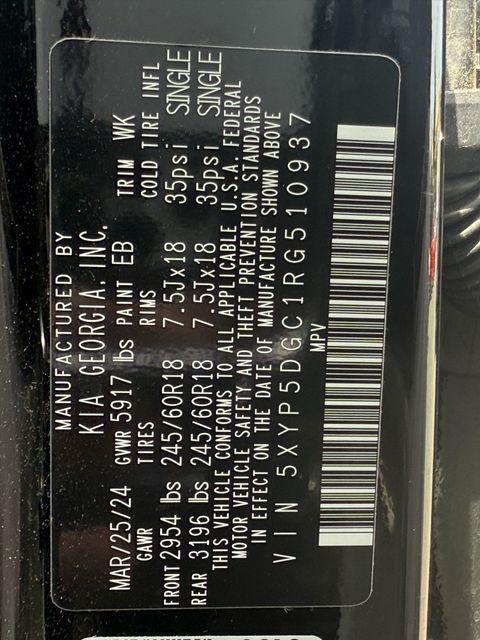 MANUFACTURED BY
KIA GEORGIA, INC.
MAR/25/24 GVWR 5917 lbs PAINT EB TRIM WK
GAWR TIRES RIMS COLD TIRE INFL
FRONT 2954 lbs 245/60R18 7.5Jx18 35psi SINGLE
REAR 3196 lbs 245/60R18 7.5Jx18 35psi SINGLE
THIS VEHICLE CONFORMS TO ALL APPLICABLE U.S.A. FEDERAL
MOTOR VEHICLE SAFETY AND THEFT PREVENTION STANDARDS
IN EFFECT ON THE DATE OF MANUFACTURE SHOWN ABOVE
VIN 5XYP5DGC1RG510937
MPV